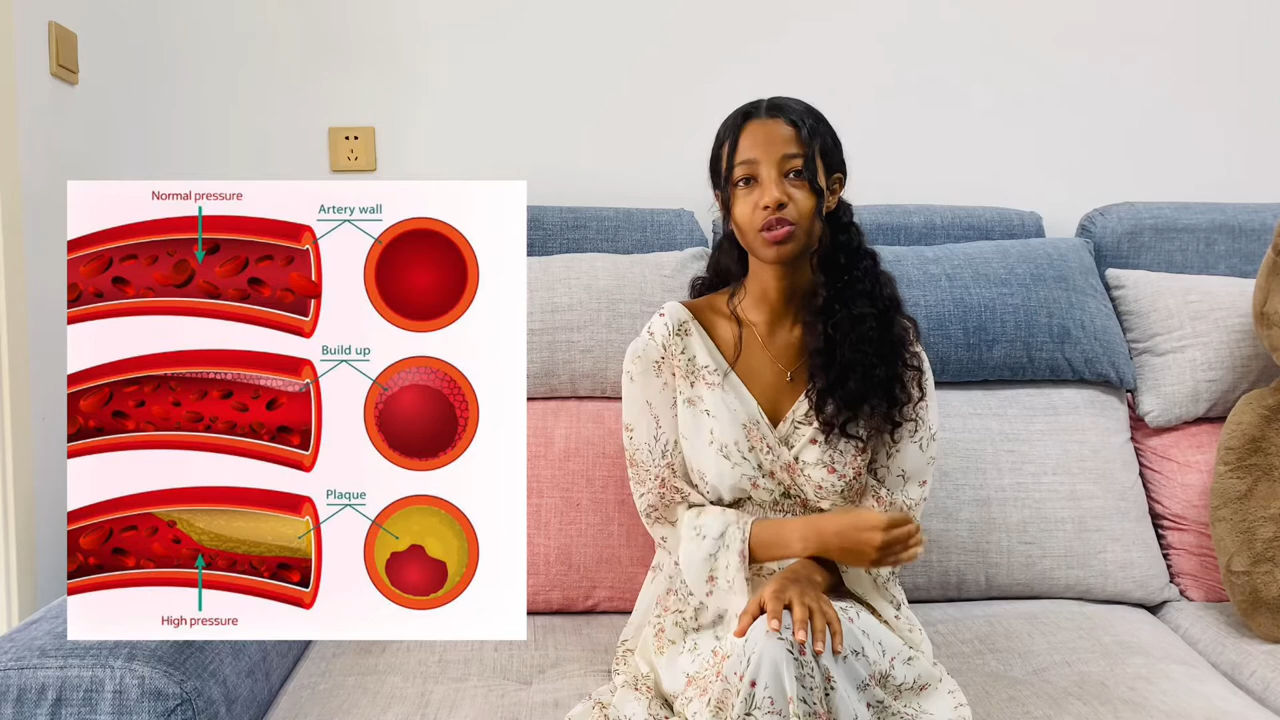 Normal pressure
Artery wall
Build up
Plaque
High pressure